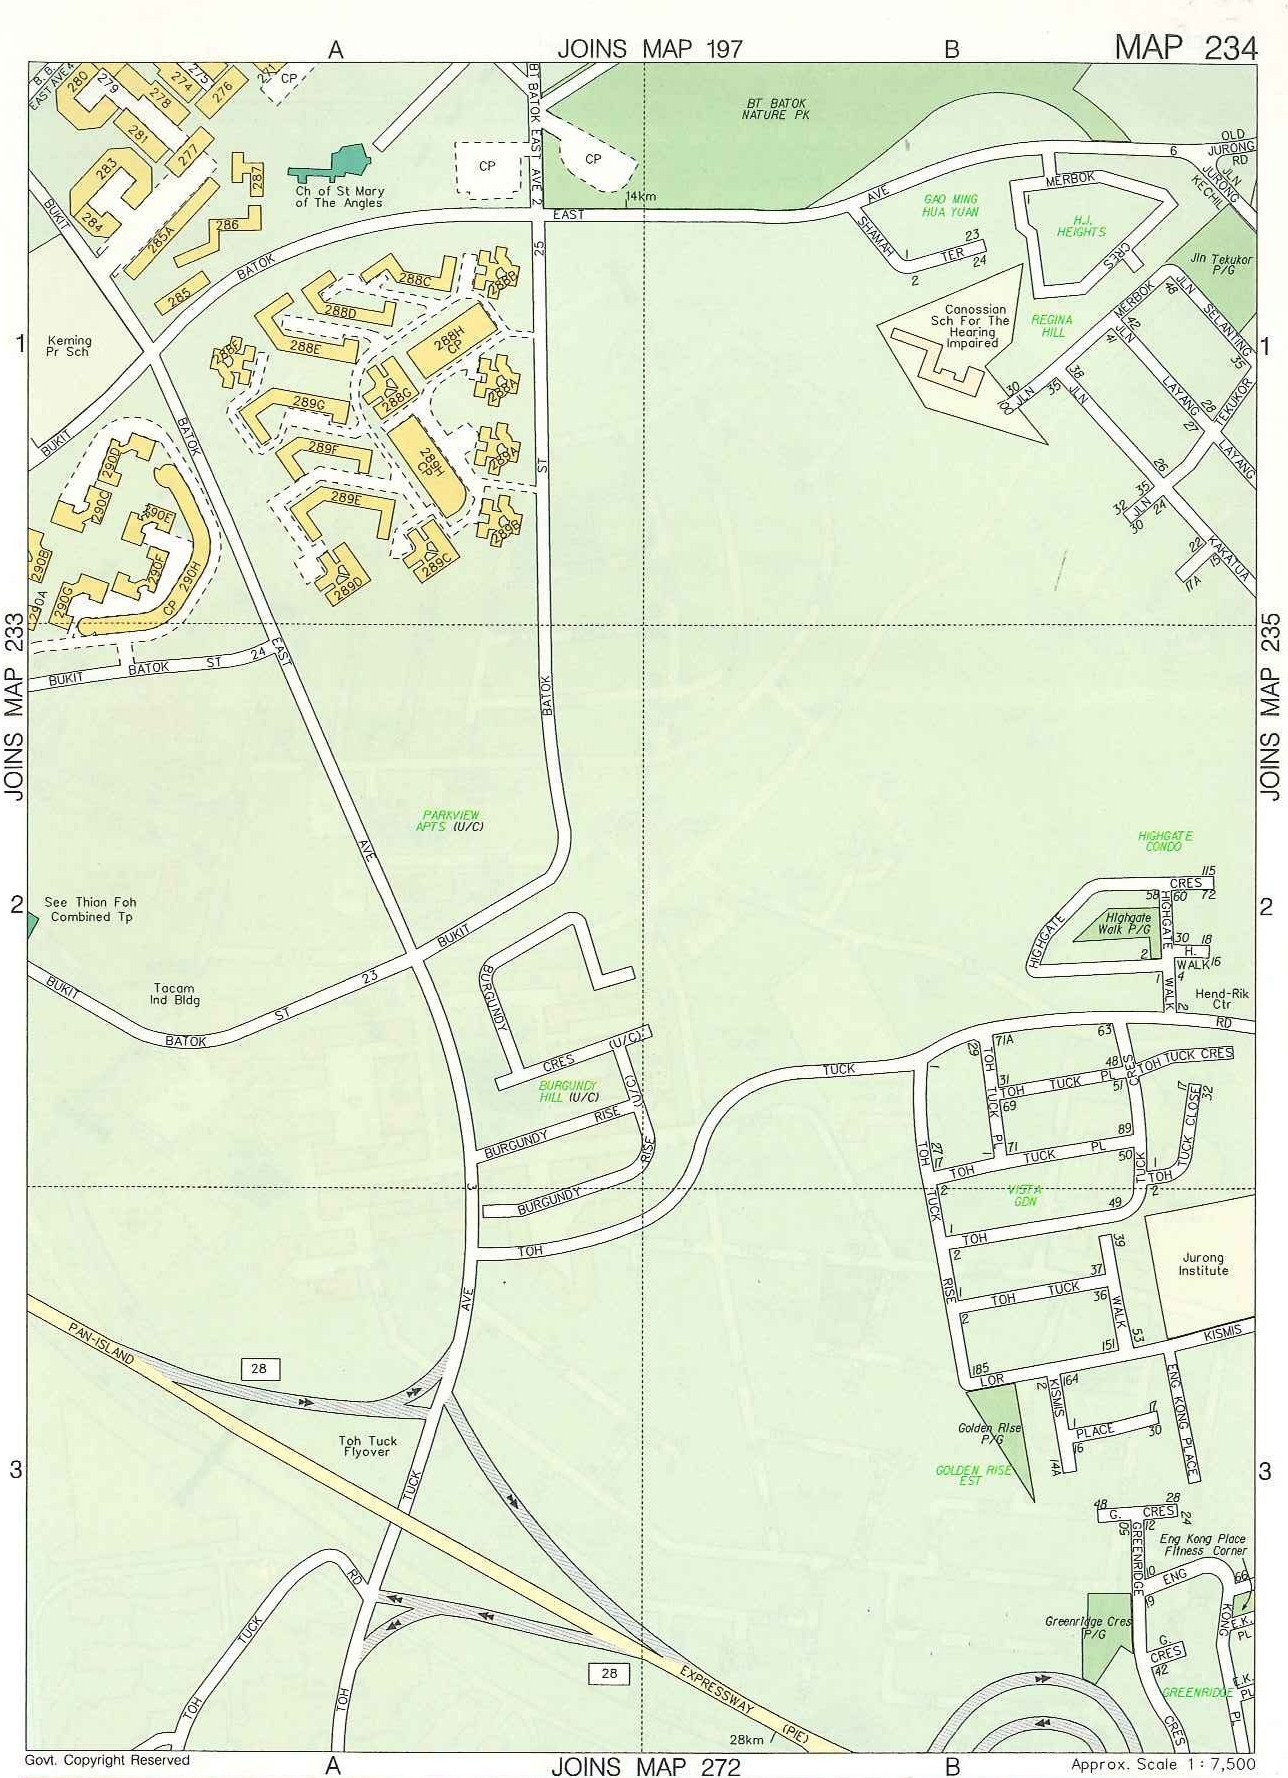 A
JOINS MAP 197
B
MAP 234
B. B.
EAST AVE 4
280
279
278
274
275
276
271
CP
281
277
283
284
285A
286
287
285
Ch of St Mary
of The Angles
CP
CP
BT BATOK EAST AVE 2
BT BATOK
NATURE PK
14km
EAST
AVE
6
OLD
JURONG
RD
JLN
JURONG
KECHIL
MERBOK
1
H.I.
HEIGHTS
CRES
GAO MING
HUA YUAN
SHAMAH
TER
1
2
23
24
Jln Tekukor
P/G
Canossian
Sch For The
Hearing
Impaired
REGINA
HILL
MERBOK
JLN
30
10C
48
42
41
38
35
JLN
SELANTING
35
JLN
LAYANG
28
27
TEKUKOR
LAYANG
JLN
26
35
24
32
JLN
30
22
15
17A
KAKATUA
BUKIT
BATOK
BUKIT
BATOK
25
ST
BATOK
Keming
Pr Sch
1
1
288C
288B
288D
288E
288F
288H
CP
288G
288A
289G
289F
289E
289H
CP
289A
289B
289C
289D
290D
290C
290E
290B
290F
290H
CP
290G
290A
JOINS MAP 233
JOINS MAP 235
BUKIT
BATOK
ST
24
EAST
AVE
PARKVIEW
APTS (U/C)
HIGHGATE
CONDO
115
CRES
58
60
72
HIGHGATE
HIGHGATE
Highgate
Walk P/G
30
18
H.
2
WALK
16
1
4
WALK
2
Hend-Rik
Ctr
RD
2
2
See Thian Foh
Combined Tp
Tacam
Ind Bldg
BUKIT
BATOK
ST
23
BUKIT
BURGUNDY
CRES
(U/C)
BURGUNDY
HILL (U/C)
(U/C)
BURGUNDY
RISE
RISE
BURGUNDY
3
TOH
TUCK
1
29
71A
63
TOH
TUCK
PL
31
TOH
TUCK
PL
48
51
69
CRES
TOH TUCK CRES
17
32
TUCK CLOSE
TOH
1
2
27
17
TOH
1
71
TOH
TUCK
PL
89
50
TUCK
2
TUCK
VISTA
GDN
49
1
TOH
2
39
37
RISE
1
TOH
TUCK
36
2
WALK
53
151
Jurong
Institute
KISMIS
185
LOR
2
164
KISMIS
1
PLACE
17
30
16
14A
ENG KONG PLACE
Golden Rise
P/G
GOLDEN RISE
EST
AVE
PAN-ISLAND
28
Toh Tuck
Flyover
TUCK
3
3
RD
TUCK
TOH
TOH
28
EXPRESSWAY
(PIE)
28km
48
28
G.
CRES
24
50
12
GREENRIDGE
Eng Kong Place
Fitness Corner
10
ENG
66
19
KONG
E.K.
PL
Greenridge Cres
P/G
G.
CRES
42
GREENRIDGE
E.K.
PL
PL
CRES
Govt. Copyright Reserved
A
JOINS MAP 272
B
Approx. Scale 1 : 7,500